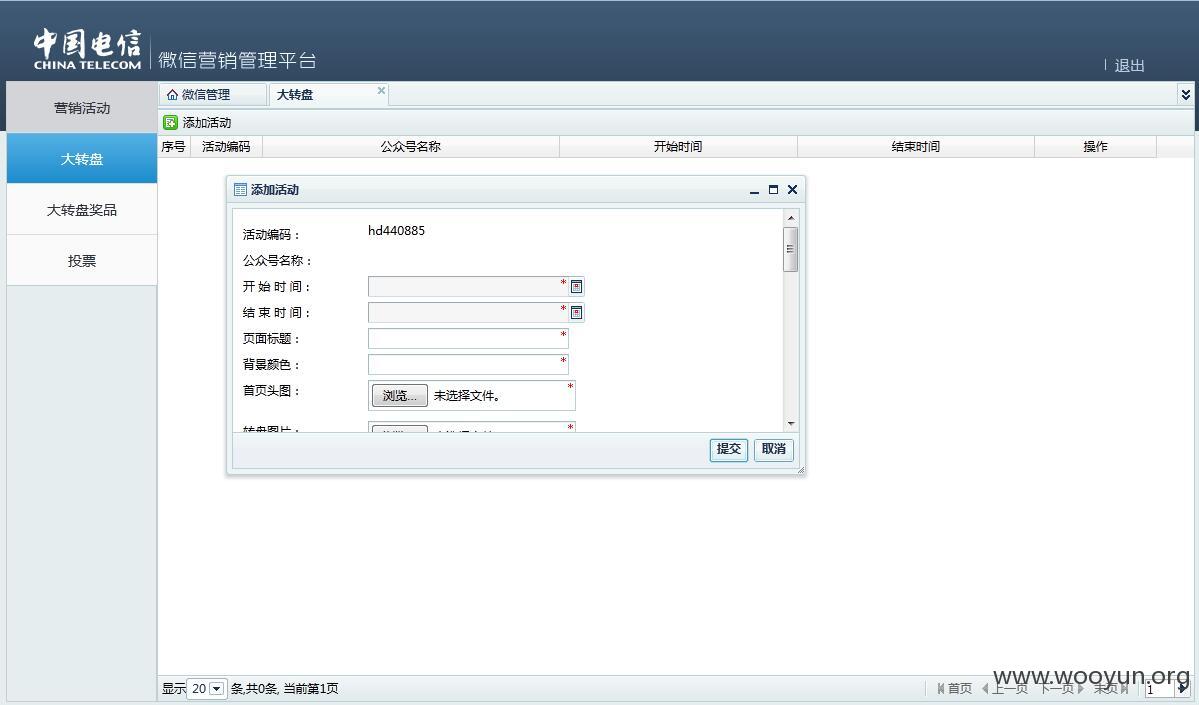 中国电信
CHINA TELECOM
微信营销管理平台
退出
营销活动
大转盘
大转盘奖品
投票
微信管理
大转盘
添加活动
序号 活动编码 公众号名称 开始时间 结束时间 操作
添加活动
活动编码： hd440885
公众号名称：
开 始 时 间： *
结 束 时 间： *
页面标题： *
背景颜色： *
首页头图： 浏览... 未选择文件。 *
转盘图片： *
提交 取消
显示 20 条,共0条, 当前第1页
首页 上一页 下一页 末页 1
www.wooyun.org